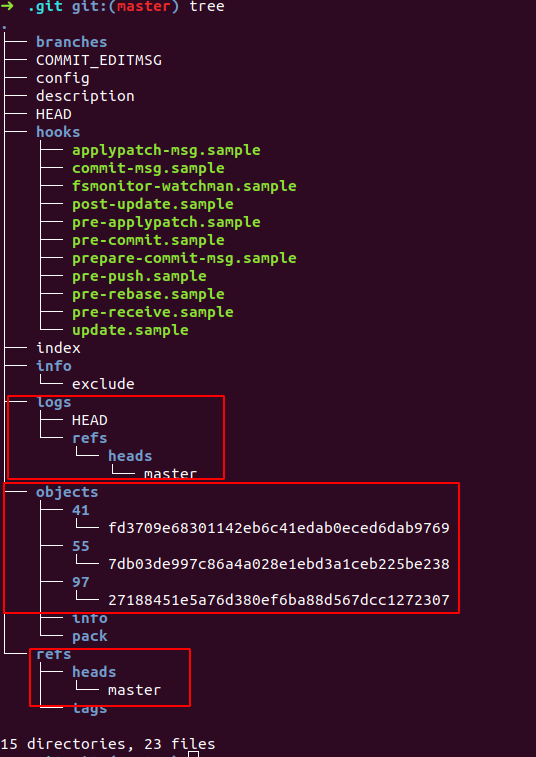 ➜ .git git:(master) tree
.
├── branches
├── COMMIT_EDITMSG
├── config
├── description
├── HEAD
├── hooks
│   ├── applypatch-msg.sample
│   ├── commit-msg.sample
│   ├── fsmonitor-watchman.sample
│   ├── post-update.sample
│   ├── pre-applypatch.sample
│   ├── pre-commit.sample
│   ├── prepare-commit-msg.sample
│   ├── pre-push.sample
│   ├── pre-rebase.sample
│   ├── pre-receive.sample
│   └── update.sample
├── index
├── info
│   └── exclude
├── logs
│   ├── HEAD
│   └── refs
│       └── heads
│           └── master
├── objects
│   ├── 41
│   │   └── fd3709e68301142eb6c41edab0eced6dab9769
│   ├── 55
│   │   └── 7db03de997c86a4a028e1ebd3a1ceb225be238
│   ├── 97
│   │   └── 27188451e5a76d380ef6ba88d567dcc1272307
│   ├── info
│   └── pack
└── refs
    ├── heads
    │   └── master
    └── tags

15 directories, 23 files